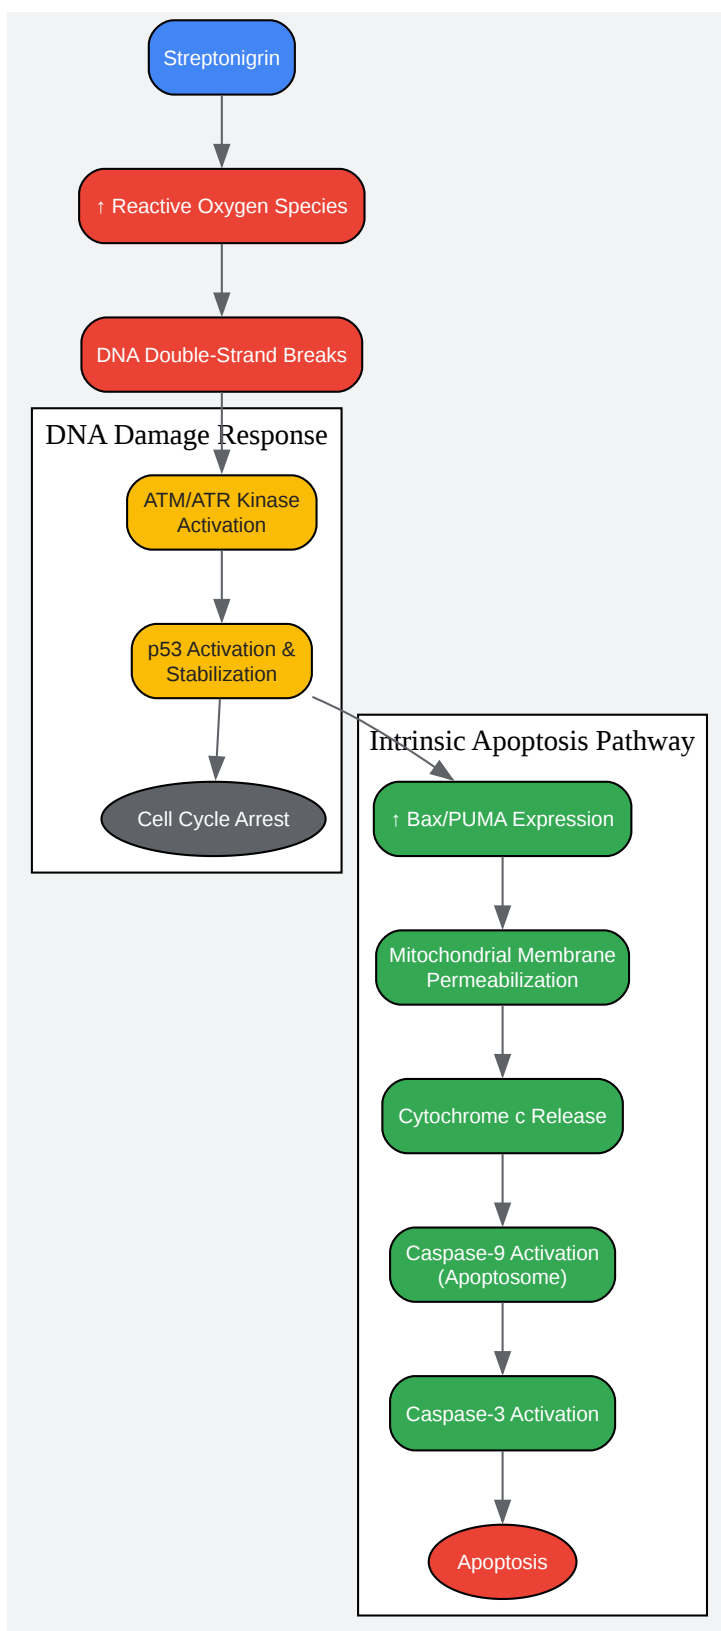 Streptonigrin
↑ Reactive Oxygen Species
DNA Double-Strand Breaks
DNA Damage Response
ATM/ATR Kinase
Activation
p53 Activation &
Stabilization
Cell Cycle Arrest
Intrinsic Apoptosis Pathway
↑ Bax/PUMA Expression
Mitochondrial Membrane
Permeabilization
Cytochrome c Release
Caspase-9 Activation
(Apoptosome)
Caspase-3 Activation
Apoptosis